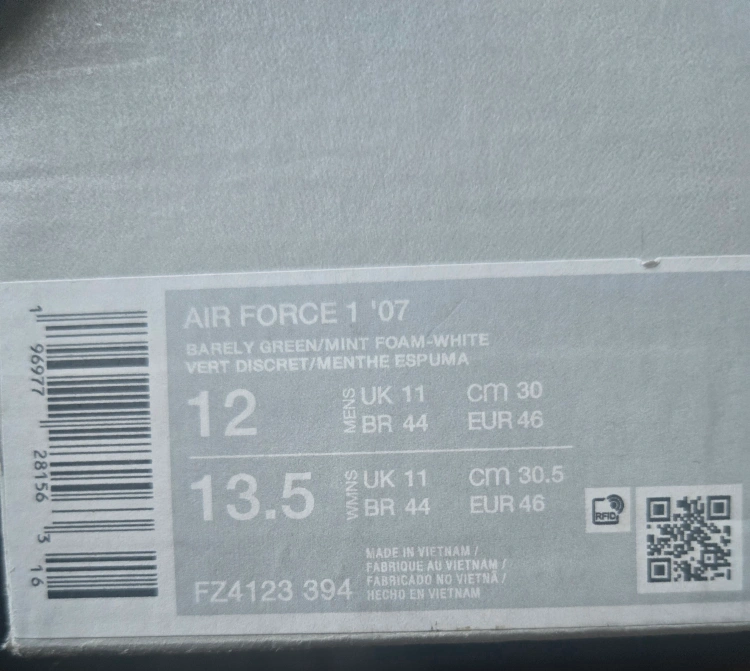 AIR FORCE 1 '07
BARELY GREEN/MINT FOAM-WHITE
VERT DISCRET/MENTHE ESPUMA
12 MENS UK 11 cm 30
BR 44 EUR 46
13.5 WMNS UK 11 cm 30.5
BR 44 EUR 46
RFID
FZ4123 394
MADE IN VIETNAM /
FABRIQUE AU VIETNAM /
FABRICADO NO VIETNÃ /
HECHO EN VIETNAM
1 96977 28156 3 16